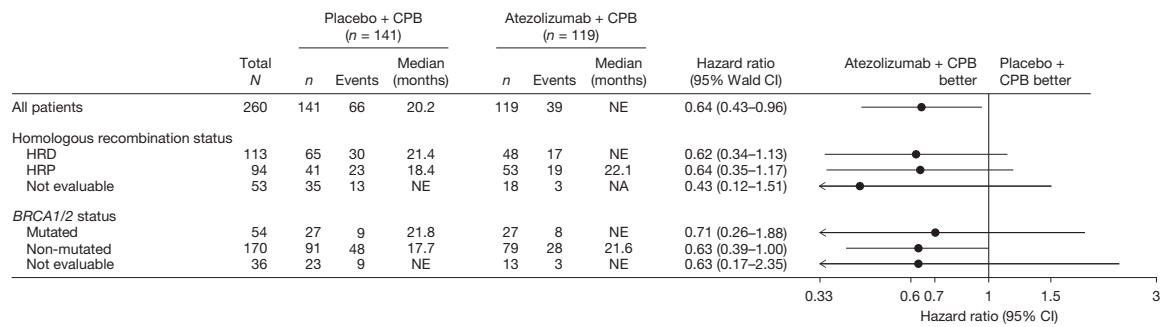 Placebo + CPB Atezolizumab + CPB
(n = 141) (n = 119)
Total Median Median Hazard ratio Atezolizumab + CPB Placebo +
N n Events (months) n Events (months) (95% Wald CI) better CPB better
All patients 260 141 66 20.2 119 39 NE 0.64 (0.43–0.96)
Homologous recombination status
HRD 113 65 30 21.4 48 17 NE 0.62 (0.34–1.13)
HRP 94 41 23 18.4 53 19 22.1 0.64 (0.35–1.17)
Not evaluable 53 35 13 NE 18 3 NA 0.43 (0.12–1.51)
BRCA1/2 status
Mutated 54 27 9 21.8 27 8 NE 0.71 (0.26–1.88)
Non-mutated 170 91 48 17.7 79 28 21.6 0.63 (0.39–1.00)
Not evaluable 36 23 9 NE 13 3 NE 0.63 (0.17–2.35)
0.33 0.6 0.7 1 1.5 3
Hazard ratio (95% CI)